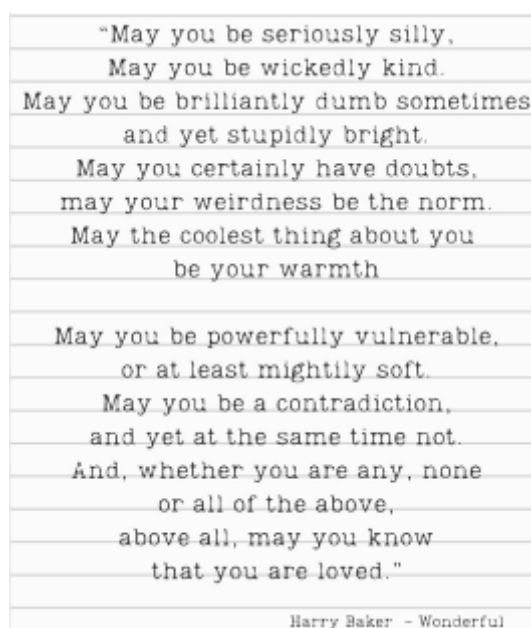 "May you be seriously silly,
May you be wickedly kind.
May you be brilliantly dumb sometimes
and yet stupidly bright.
May you certainly have doubts,
may your weirdness be the norm.
May the coolest thing about you
be your warmth
May you be powerfully vulnerable,
or at least mightily soft.
May you be a contradiction,
and yet at the same time not.
And, whether you are any, none
or all of the above,
above all, may you know
that you are loved."
Harry Baker - Wonderful